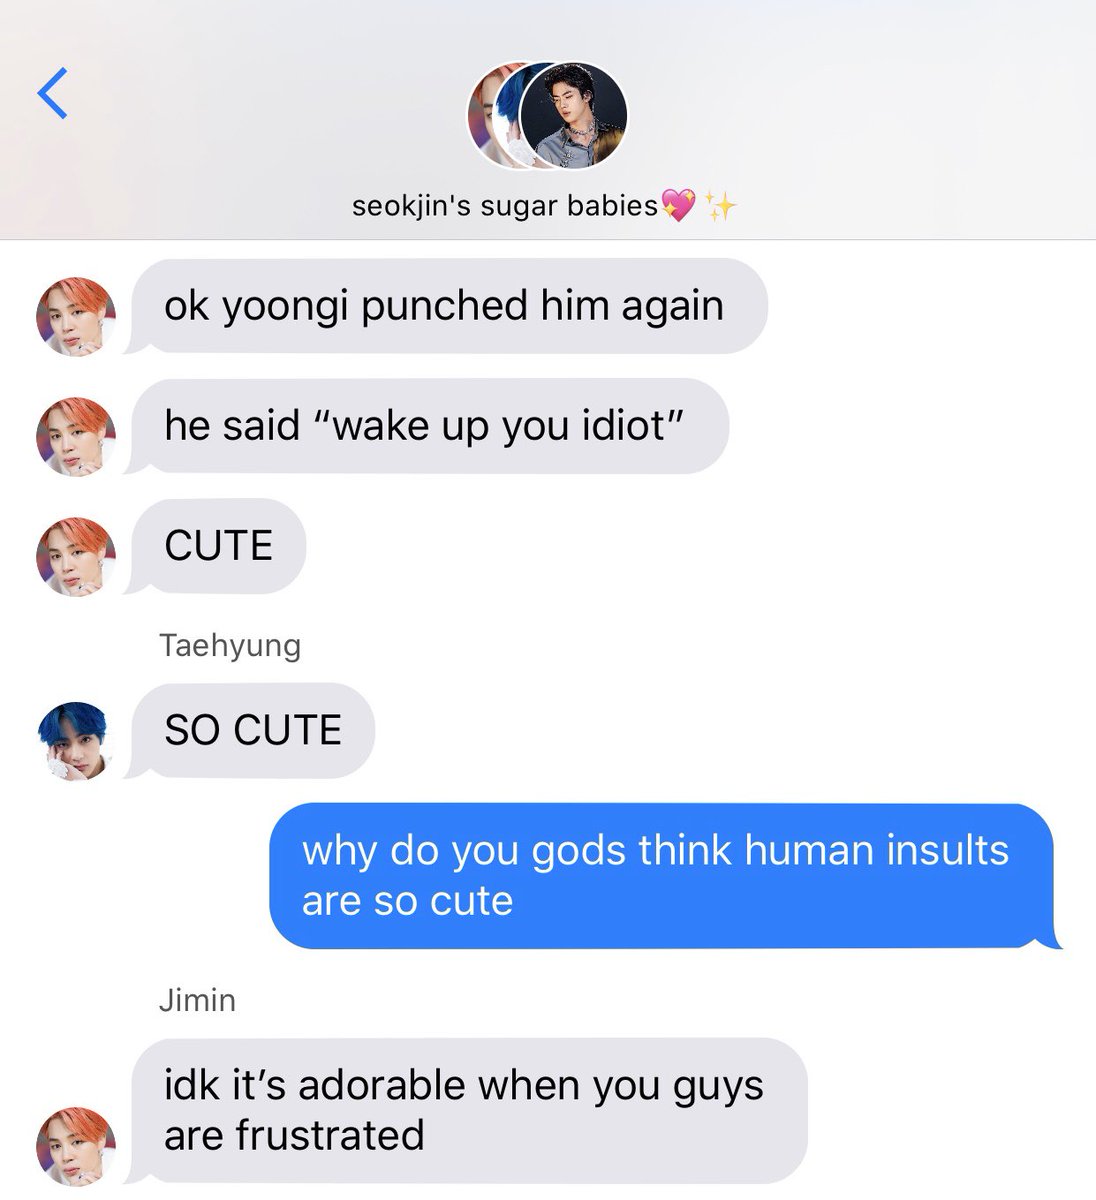 seokjin's sugar babies💖✨
ok yoongi punched him again
he said “wake up you idiot”
CUTE
Taehyung
SO CUTE
why do you gods think human insults
are so cute
Jimin
idk it’s adorable when you guys
are frustrated